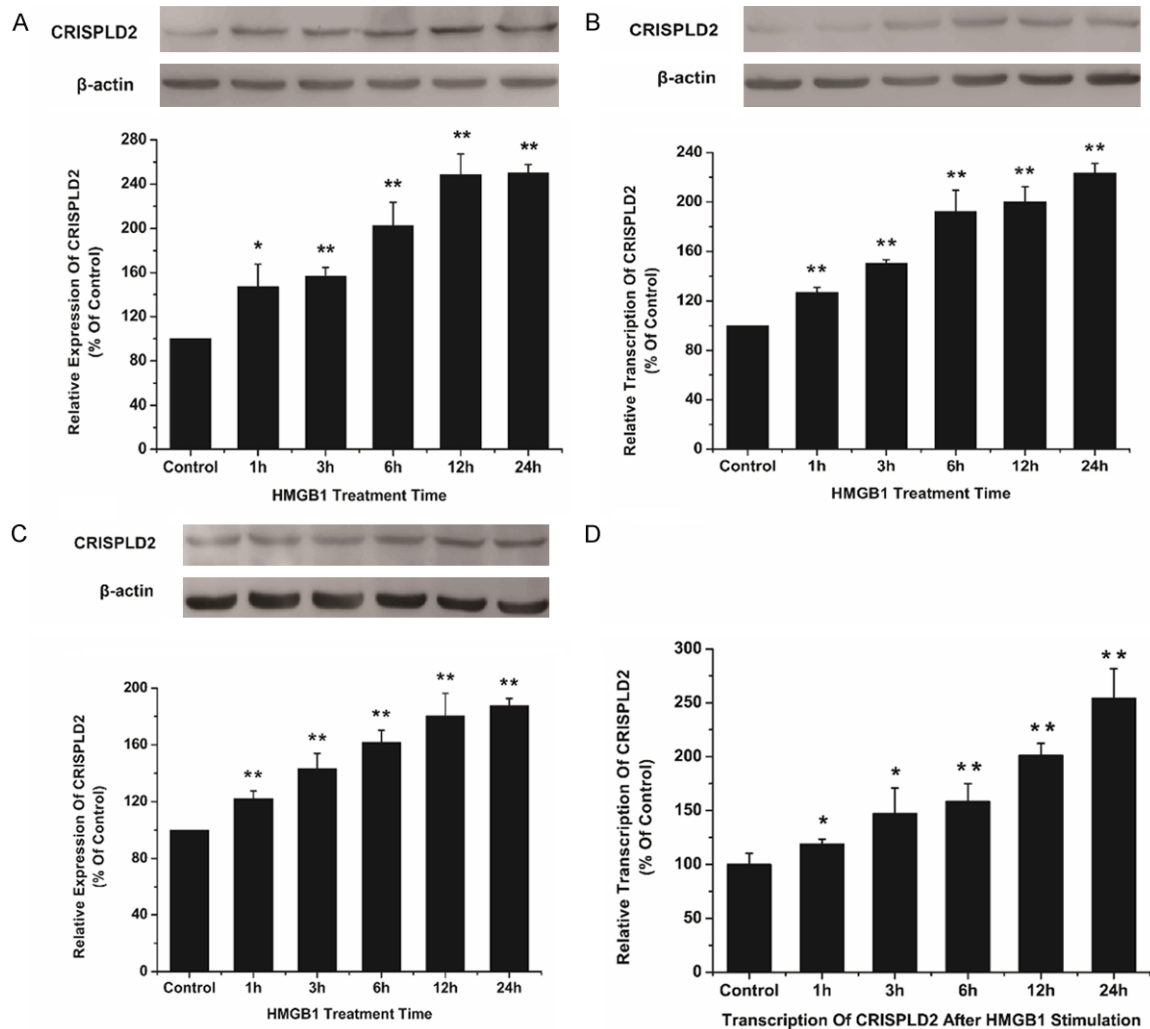 A
CRISPLD2
β-actin
Relative Expression Of CRISPLD2
(% Of Control)
280
240
200
160
120
80
40
0
*
**
**
**
**
Control 1h 3h 6h 12h 24h
HMGB1 Treatment Time
B
CRISPLD2
β-actin
Relative Transcription Of CRISPLD2
(% Of Control)
240
200
160
120
80
40
0
**
**
**
**
**
Control 1h 3h 6h 12h 24h
HMGB1 Treatment Time
C
CRISPLD2
β-actin
Relative Expression Of CRISPLD2
(% Of Control)
200
160
120
80
40
0
**
**
**
**
**
Control 1h 3h 6h 12h 24h
HMGB1 Treatment Time
D
Relative Transcription Of CRISPLD2
(% Of Control)
300
250
200
150
100
50
0
*
*
**
**
**
Control 1h 3h 6h 12h 24h
Transcription Of CRISPLD2 After HMGB1 Stimulation